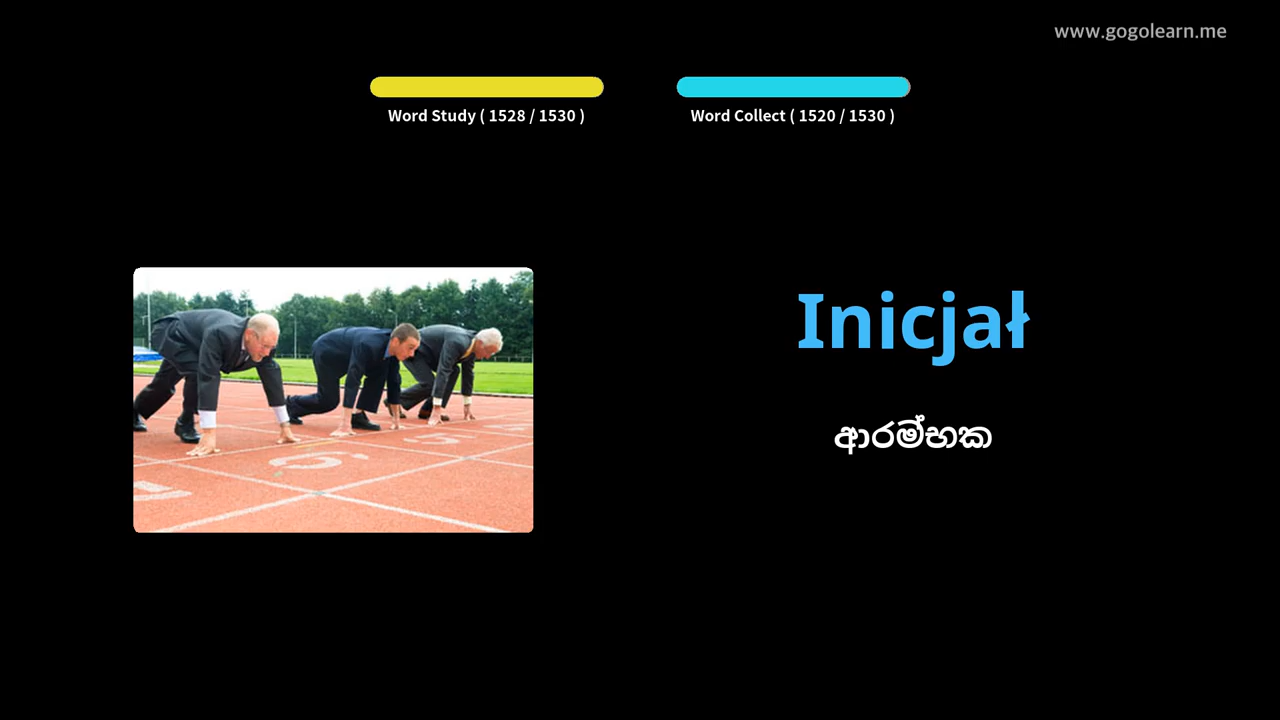 www.gogolearn.me
Word Study ( 1528 / 1530 )
Word Collect ( 1520 / 1530 )
Inicjał
ආරම්භක